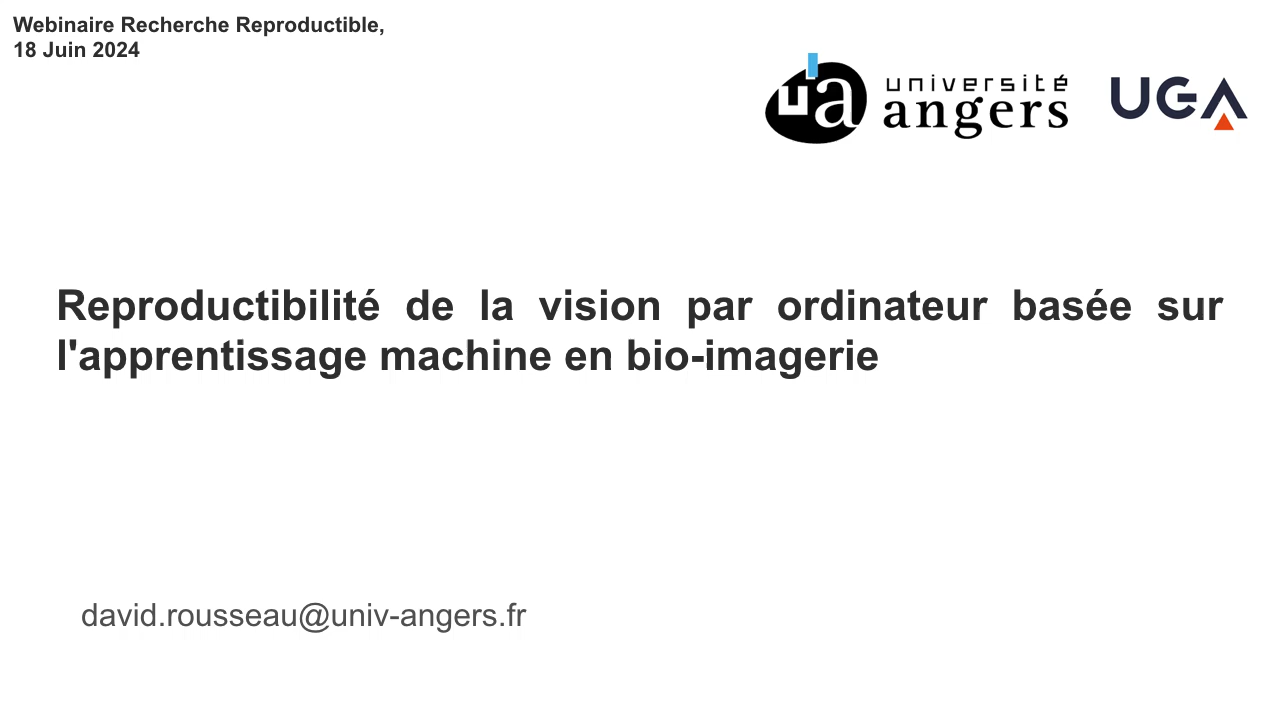 Webinaire Recherche Reproductible,
18 Juin 2024
ua université
angers
UGA
Reproductibilité de la vision par ordinateur basée sur
l'apprentissage machine en bio-imagerie
david.rousseau@univ-angers.fr